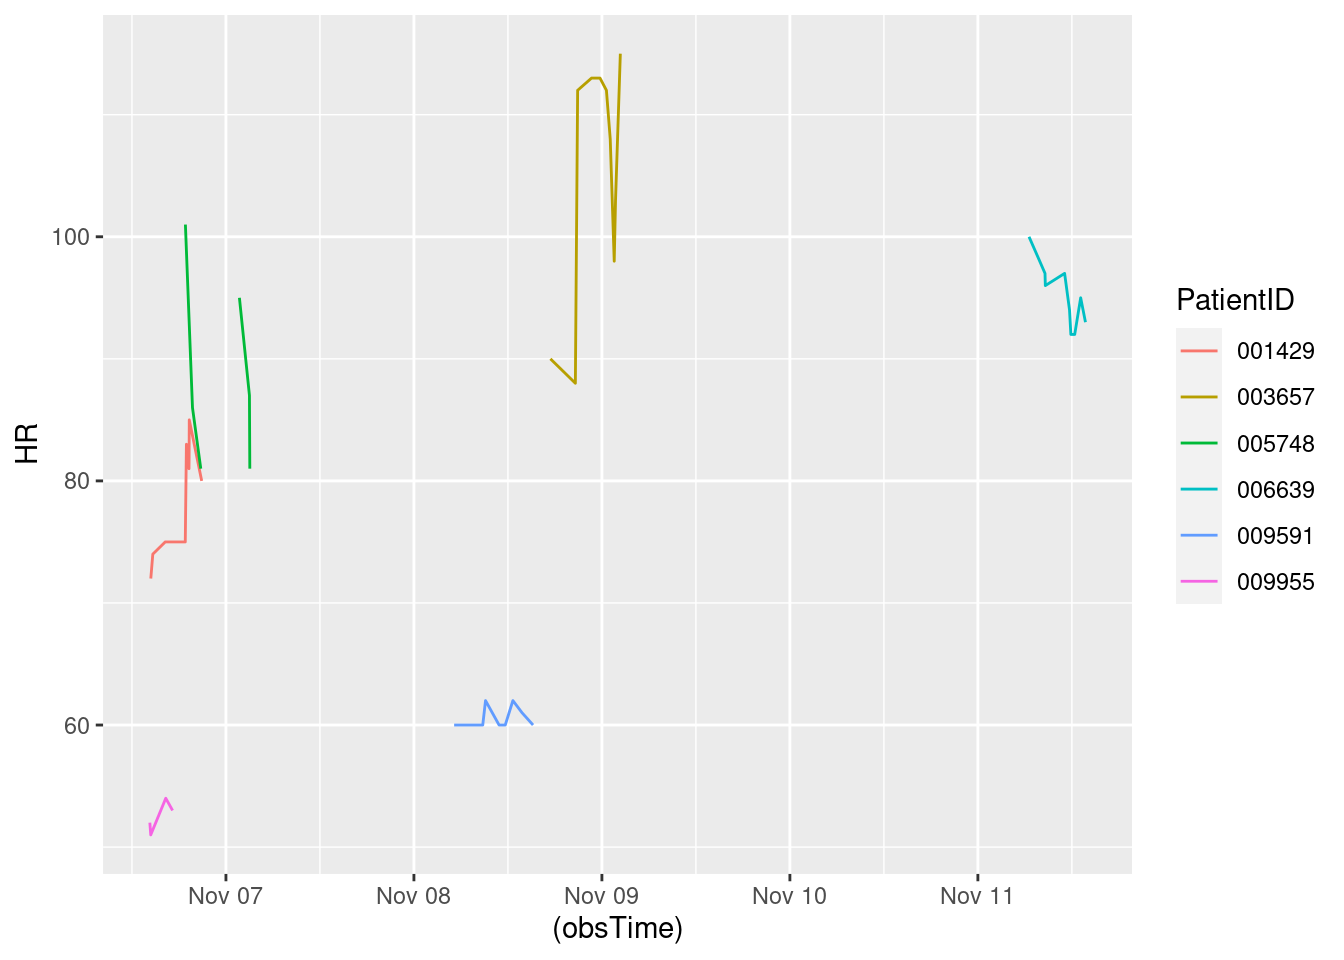 100
80
60
HR
Nov 07
Nov 08
Nov 09
Nov 10
Nov 11
(obsTime)
PatientID
001429
003657
005748
006639
009591
009955